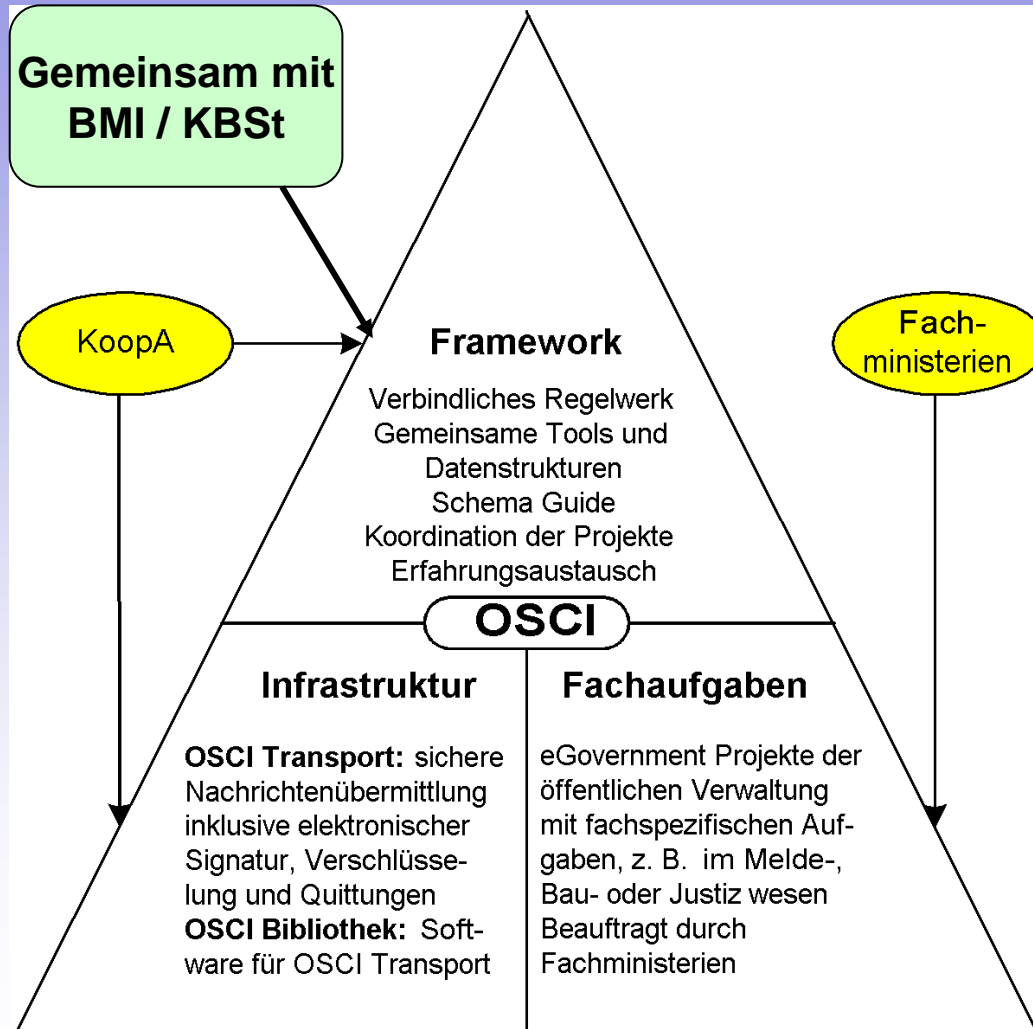 Gemeinsam mit
BMI / KBSt
KoopA
Fach-
ministerien
Framework
Verbindliches Regelwerk
Gemeinsame Tools und
Datenstrukturen
Schema Guide
Koordination der Projekte
Erfahrungsaustausch
OSCI
Infrastruktur
OSCI Transport: sichere
Nachrichtenübermittlung
inklusive elektronischer
Signatur, Verschlüsse-
lung und Quittungen
OSCI Bibliothek: Soft-
ware für OSCI Transport
Fachaufgaben
eGovernment Projekte der
öffentlichen Verwaltung
mit fachspezifischen Auf-
gaben, z. B. im Melde-,
Bau- oder Justiz wesen
Beauftragt durch
Fachministerien